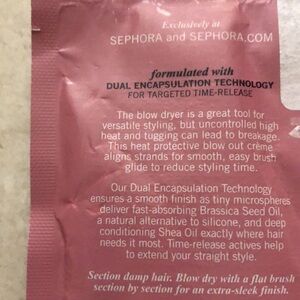 Exclusively at
SEPHORA and SEPHORA.COM
formulated with
DUAL ENCAPSULATION TECHNOLOGY
FOR TARGETED TIME-RELEASE
The blow dryer is a great tool for
versatile styling, but uncontrolled high
heat and tugging can lead to breakage.
This heat protective blow out crème
aligns strands for smooth, easy brush
glide to reduce styling time.
Our Dual Encapsulation Technology
ensures a smooth finish as tiny microspheres
deliver fast-absorbing Brassica Seed Oil,
a natural alternative to silicone, and deep
conditioning Shea Oil exactly where hair
needs it most. Time-release actives help
to extend your straight style.
Section damp hair. Blow dry with a flat brush
section by section for an extra-sleek finish.